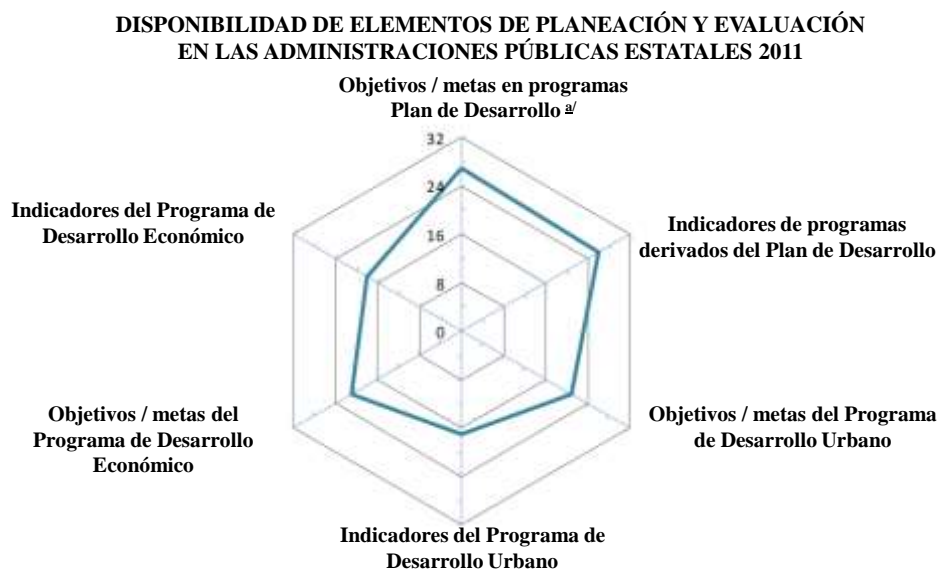 DISPONIBILIDAD DE ELEMENTOS DE PLANEACIÓN Y EVALUACIÓN
EN LAS ADMINISTRACIONES PÚBLICAS ESTATALES 2011
Objetivos / metas en programas
Plan de Desarrollo a/
32
24
16
8
0
Indicadores del Programa de
Desarrollo Económico
Indicadores de programas
derivados del Plan de Desarrollo
Objetivos / metas del
Programa de Desarrollo
Económico
Objetivos / metas del Programa
de Desarrollo Urbano
Indicadores del Programa de
Desarrollo Urbano